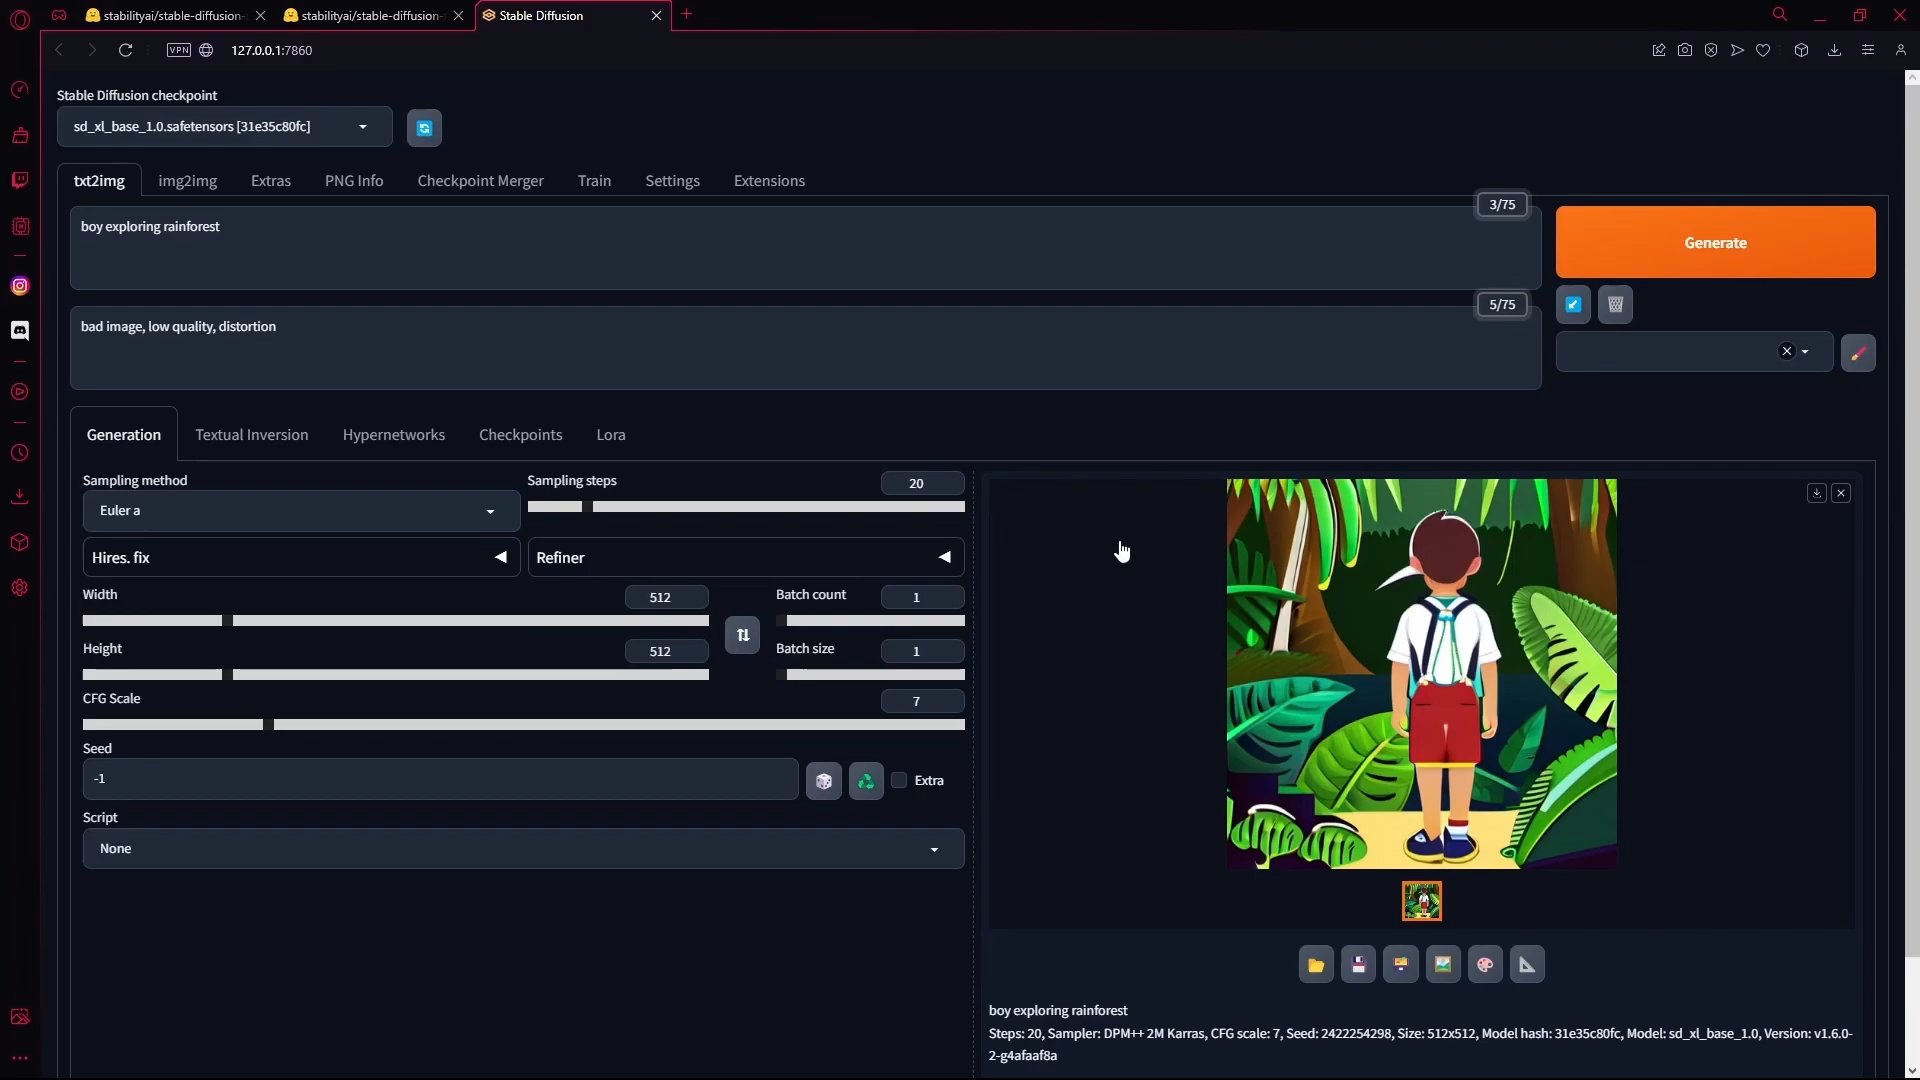 stabilityai/stable-diffusion-
stabilityai/stable-diffusion-
Stable Diffusion
VPN
127.0.0.1:7860
Stable Diffusion checkpoint
sd_xl_base_1.0.safetensors [31e35c80fc]
txt2img
img2img
Extras
PNG Info
Checkpoint Merger
Train
Settings
Extensions
3/75
boy exploring rainforest
Generate
5/75
bad image, low quality, distortion
Generation
Textual Inversion
Hypernetworks
Checkpoints
Lora
Sampling method
Euler a
Sampling steps
20
Hires. fix
Refiner
Width
512
Batch count
1
Height
512
Batch size
1
CFG Scale
7
Seed
-1
Extra
Script
None
boy exploring rainforest
Steps: 20, Sampler: DPM++ 2M Karras, CFG scale: 7, Seed: 2422254298, Size: 512x512, Model hash: 31e35c80fc, Model: sd_xl_base_1.0, Version: v1.6.0-
2-g4afaaf8a